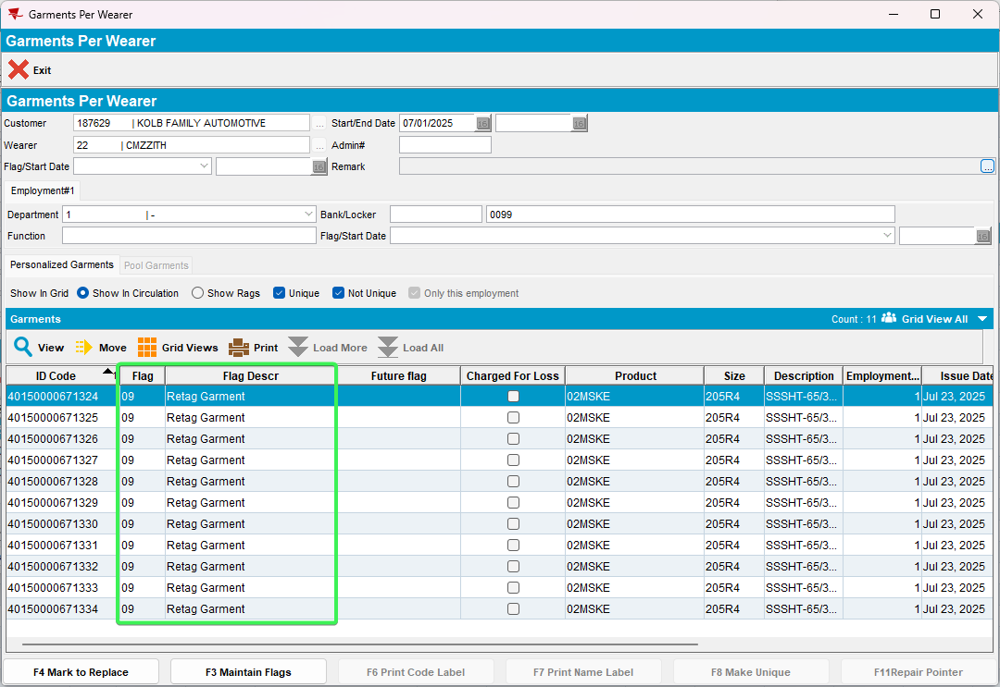 Garments Per Wearer
Garments Per Wearer
Exit
Garments Per Wearer
Customer 187629 | KOLB FAMILY AUTOMOTIVE ... Start/End Date 07/01/2025 16 16
Wearer 22 | CMZZITH ... Admin#
Flag/Start Date 16 Remark ...
Employment#1
Department 1 | - Bank/Locker 0099
Function Flag/Start Date 16
Personalized Garments Pool Garments
Show In Grid Show In Circulation Show Rags Unique Not Unique Only this employment
Garments Count : 11 Grid View All
View Move Grid Views Print Load More Load All
ID Code 1 Flag Flag Descr Future flag Charged For Loss Product Size Description Employment... Issue Date
40150000671324 09 Retag Garment 02MSKE 205R4 SSSHT-65/3... 1 Jul 23, 2025
40150000671325 09 Retag Garment 02MSKE 205R4 SSSHT-65/3... 1 Jul 23, 2025
40150000671326 09 Retag Garment 02MSKE 205R4 SSSHT-65/3... 1 Jul 23, 2025
40150000671327 09 Retag Garment 02MSKE 205R4 SSSHT-65/3... 1 Jul 23, 2025
40150000671328 09 Retag Garment 02MSKE 205R4 SSSHT-65/3... 1 Jul 23, 2025
40150000671329 09 Retag Garment 02MSKE 205R4 SSSHT-65/3... 1 Jul 23, 2025
40150000671330 09 Retag Garment 02MSKE 205R4 SSSHT-65/3... 1 Jul 23, 2025
40150000671331 09 Retag Garment 02MSKE 205R4 SSSHT-65/3... 1 Jul 23, 2025
40150000671332 09 Retag Garment 02MSKE 205R4 SSSHT-65/3... 1 Jul 23, 2025
40150000671333 09 Retag Garment 02MSKE 205R4 SSSHT-65/3... 1 Jul 23, 2025
40150000671334 09 Retag Garment 02MSKE 205R4 SSSHT-65/3... 1 Jul 23, 2025
F4 Mark to Replace F3 Maintain Flags F6 Print Code Label F7 Print Name Label F8 Make Unique F11Repair Pointer